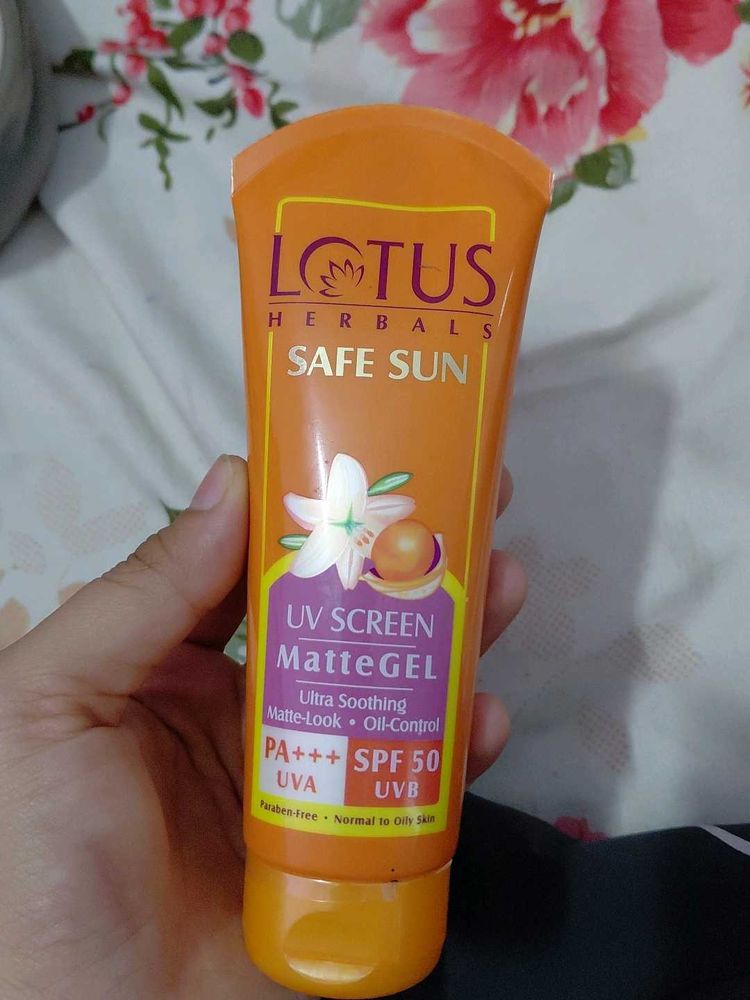 LOTUS
HERBALS
SAFE SUN
UV SCREEN
MatteGEL
Ultra Soothing
Matte-Look • Oil-Control
PA+++ SPF 50
UVA UVB
Paraben-Free • Normal to Oily Skin